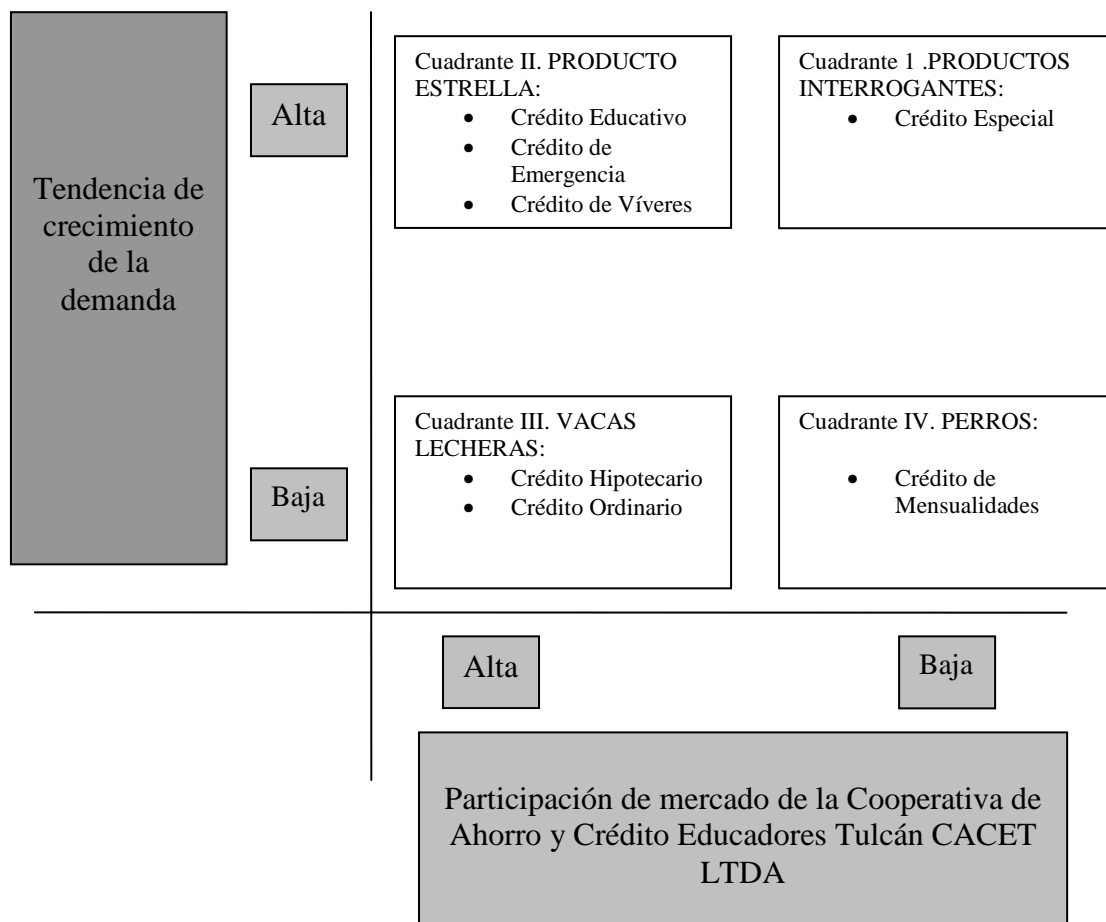 Tendencia de
crecimiento
de la
demanda
Alta
Cuadrante II. PRODUCTO
ESTRELLA:
• Crédito Educativo
• Crédito de
Emergencia
• Crédito de Víveres
Cuadrante 1 .PRODUCTOS
INTERROGANTES:
• Crédito Especial
Baja
Cuadrante III. VACAS
LECHERAS:
• Crédito Hipotecario
• Crédito Ordinario
Cuadrante IV. PERROS:
• Crédito de
Mensualidades
Alta
Baja
Participación de mercado de la Cooperativa de
Ahorro y Crédito Educadores Tulcán CACET
LTDA